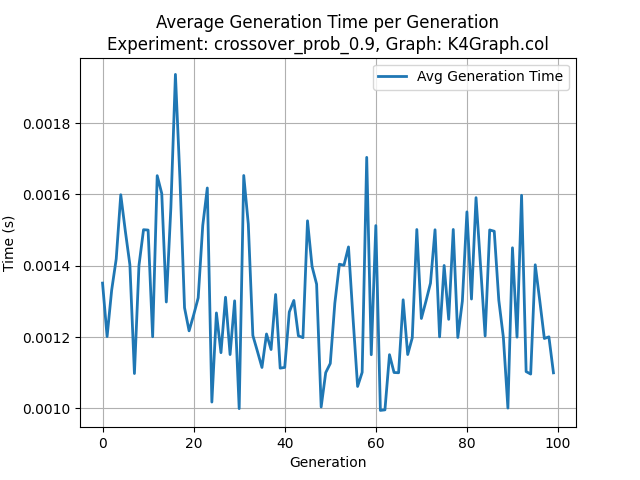 Average Generation Time per Generation
Experiment: crossover_prob_0.9, Graph: K4Graph.col
Avg Generation Time
Time (s)
0.0018
0.0016
0.0014
0.0012
0.0010
0 20 40 60 80 100
Generation